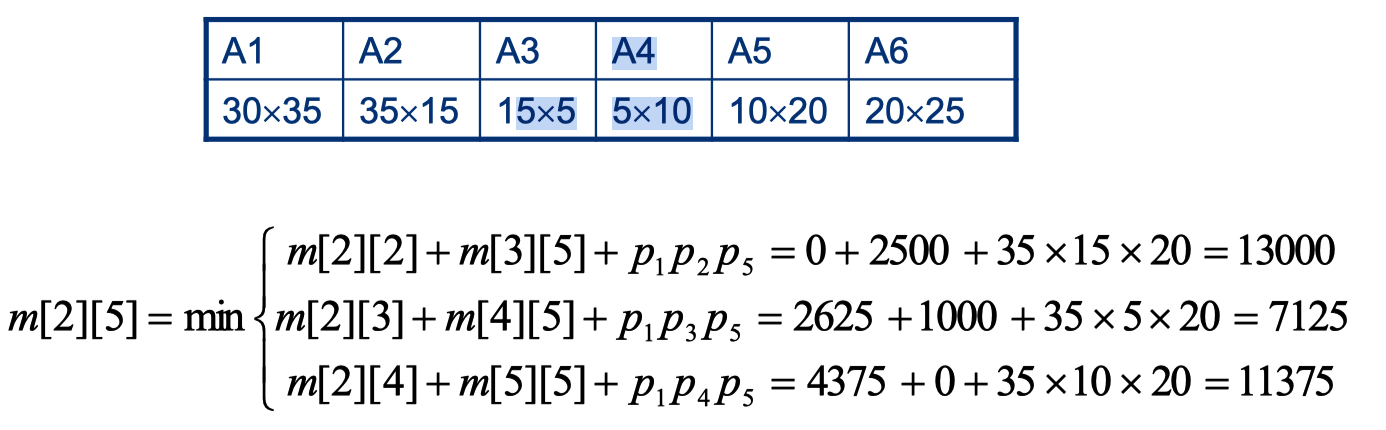 A1 A2 A3 A4 A5 A6
30×35 35×15 15×5 5×10 10×20 20×25
m[2][2] + m[3][5] + p₁p₂p₅ = 0 + 2500 + 35 × 15 × 20 = 13000
m[2][5] = min { m[2][3] + m[4][5] + p₁p₃p₅ = 2625 + 1000 + 35 × 5 × 20 = 7125
m[2][4] + m[5][5] + p₁p₄p₅ = 4375 + 0 + 35 × 10 × 20 = 11375